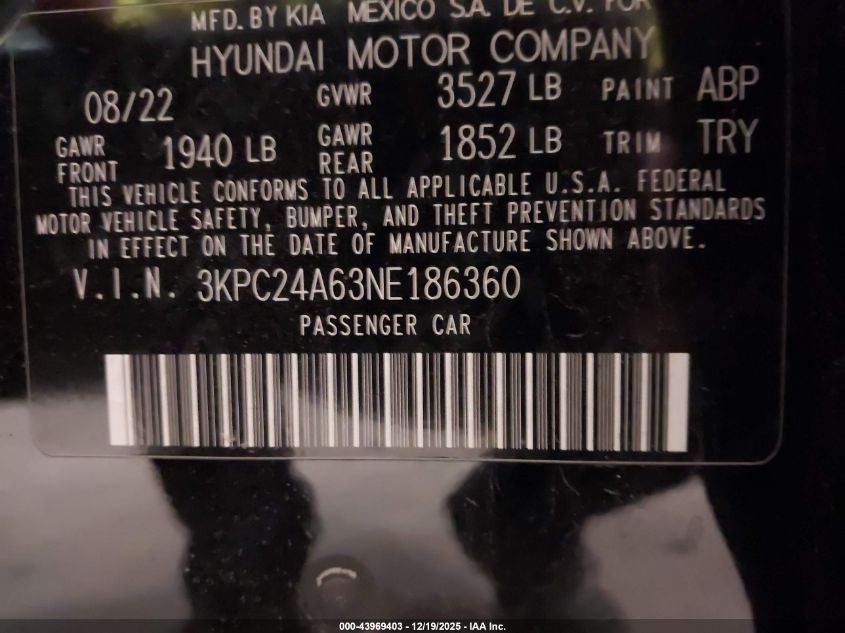 MFD. BY KIA MEXICO S.A. DE C.V. FOR
HYUNDAI MOTOR COMPANY
08/22 GVWR 3527 LB PAINT ABP
GAWR FRONT 1940 LB GAWR REAR 1852 LB TRIM TRY
THIS VEHICLE CONFORMS TO ALL APPLICABLE U.S.A. FEDERAL
MOTOR VEHICLE SAFETY, BUMPER, AND THEFT PREVENTION STANDARDS
IN EFFECT ON THE DATE OF MANUFACTURE SHOWN ABOVE.
V.I.N. 3KPC24A63NE186360
PASSENGER CAR
000-43969403 - 12/19/2025 - IAA Inc.